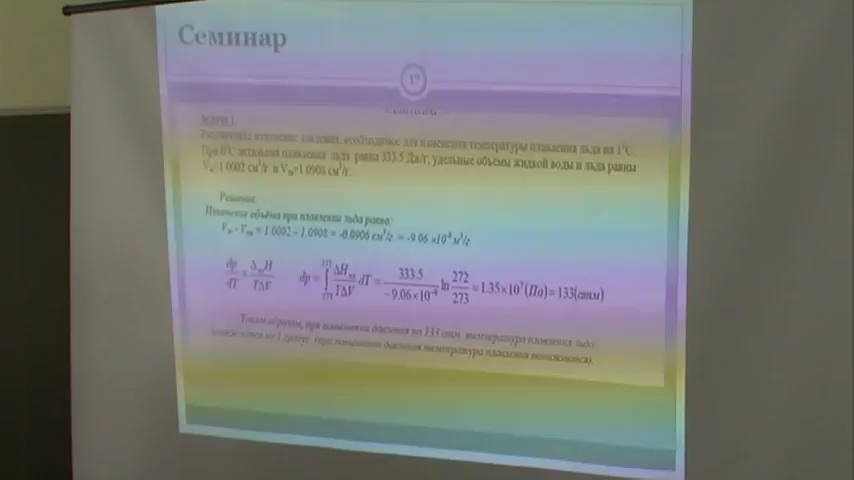 Семинар
17
Задача 1.
Рассчитайте изменение давления, необходимое для изменения температуры плавления льда на 1°С.
При 0°С энтальпия плавления льда равна 333.5 Дж/г, удельные объёмы жидкой воды и льда равны
Vж=1.0002 см³/г и Vтв=1.0908 см³/г.
Решение.
Изменение объёма при плавлении льда равно:
Vж - Vтв = 1.0002 – 1.0908 = -0.0906 см³/г = -9.06 ×10⁻⁸ м³/г
dp/dT = ΔплH/TΔV dp = ∫ ΔHпл/TΔV dT = 333.5/−9.06×10⁻⁸ ln 272/273 = 1.35×10⁷ (Па) = 133(атм)
Таким образом, при повышении давления на 133 атм. температура плавления льда
понижается на 1 градус (при повышении давления температура плавления понижается).